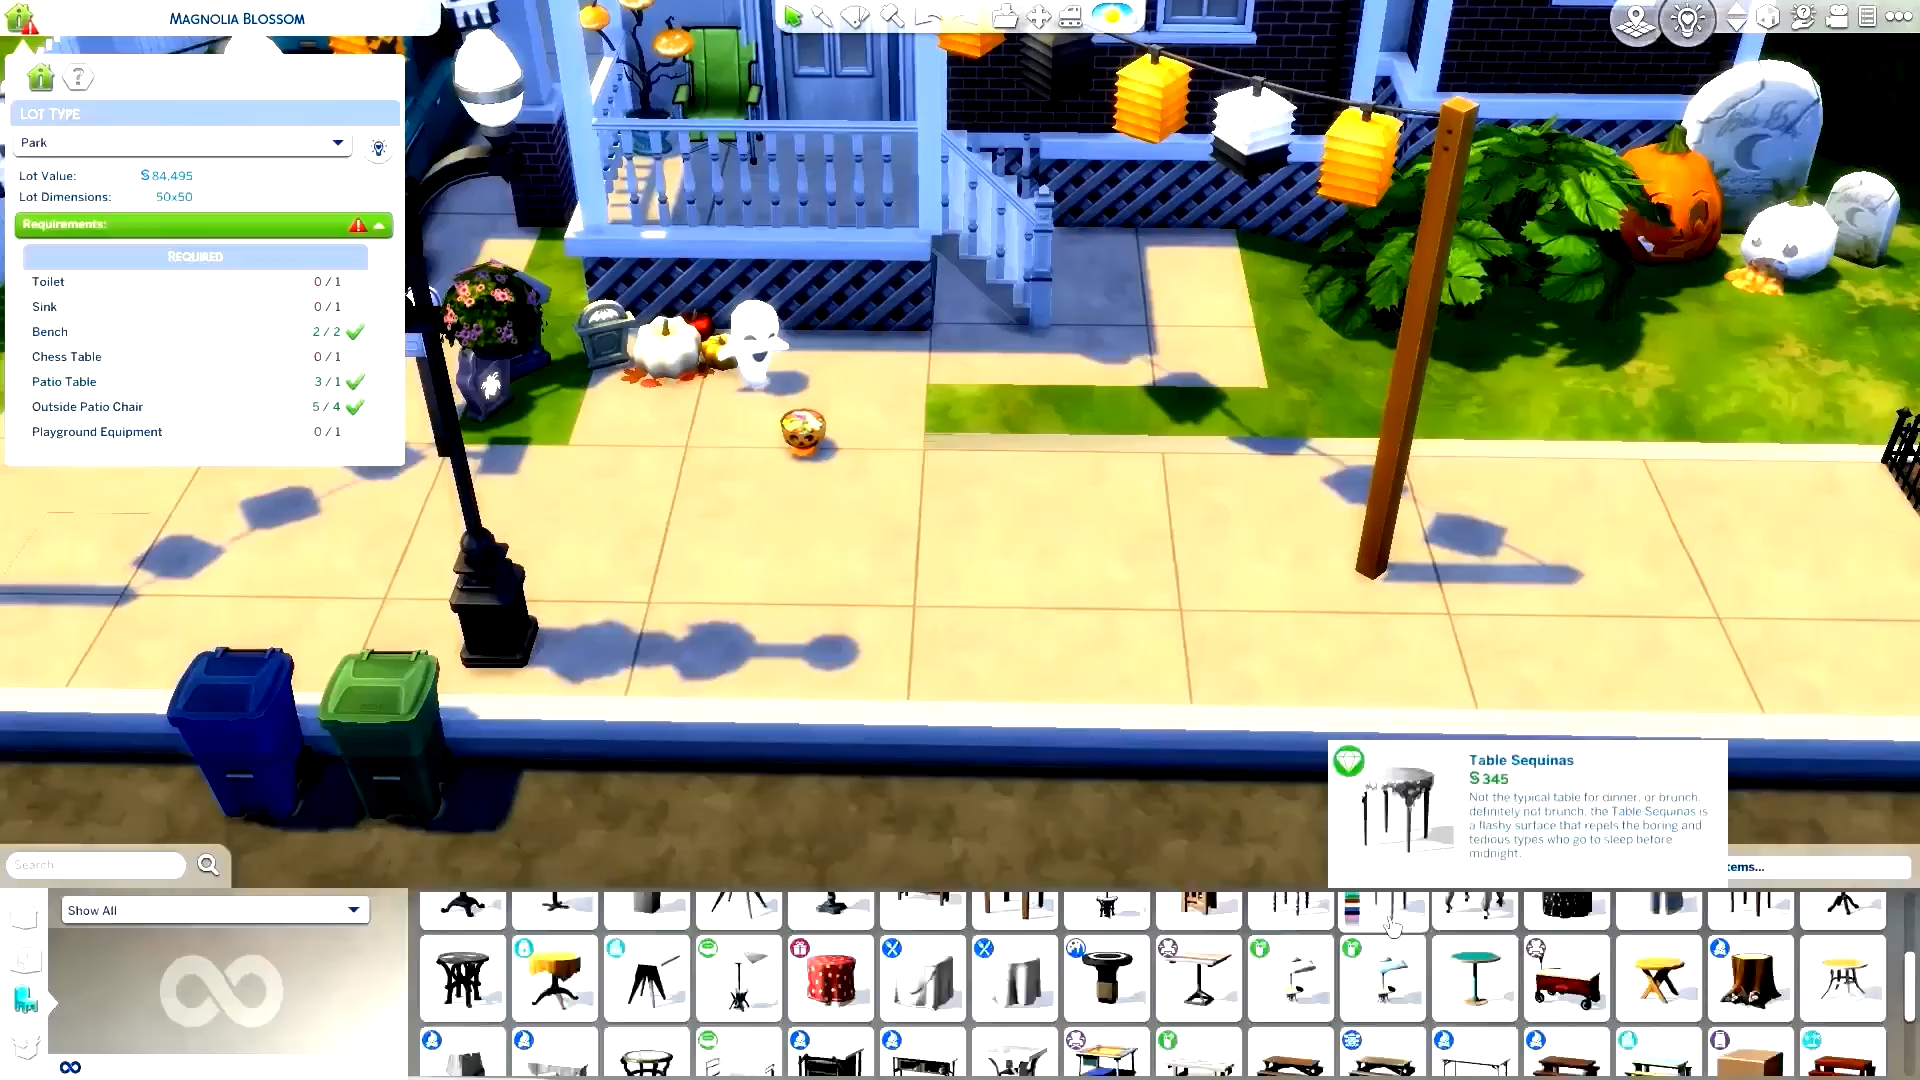 MAGNOLIA BLOSSOM
LOT TYPE
Park
Lot Value: §84,495
Lot Dimensions: 50x50
Requirements:
REQUIRED
Toilet 0 / 1
Sink 0 / 1
Bench 2 / 2
Chess Table 0 / 1
Patio Table 3 / 1
Outside Patio Chair 5 / 4
Playground Equipment 0 / 1
Table Sequinas
§345
Not the typical table for dinner, or brunch,
definitely not brunch, the Table Sequinas is
a flashy surface that repels the boring and
tedious types who go to sleep before
midnight.
Search
Show All